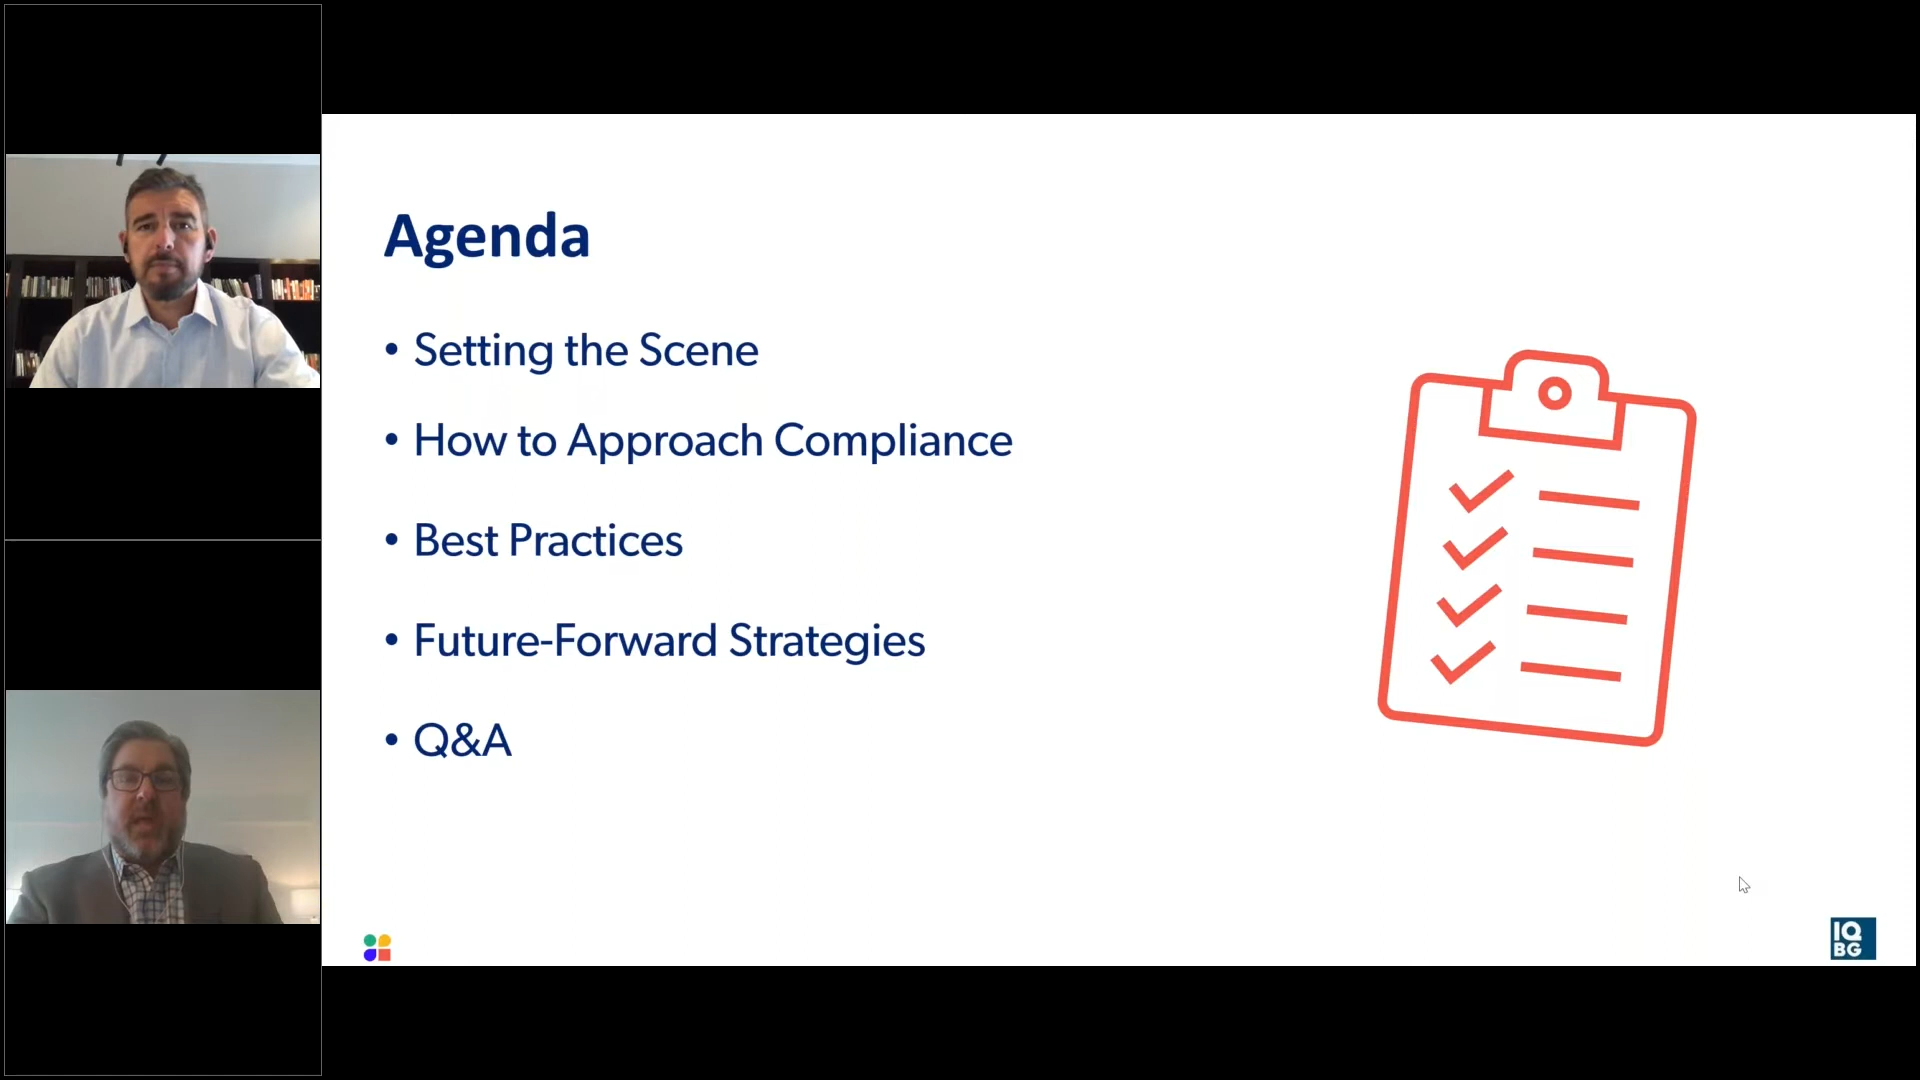 Agenda
• Setting the Scene
• How to Approach Compliance
• Best Practices
• Future-Forward Strategies
• Q&A
IQ
BG